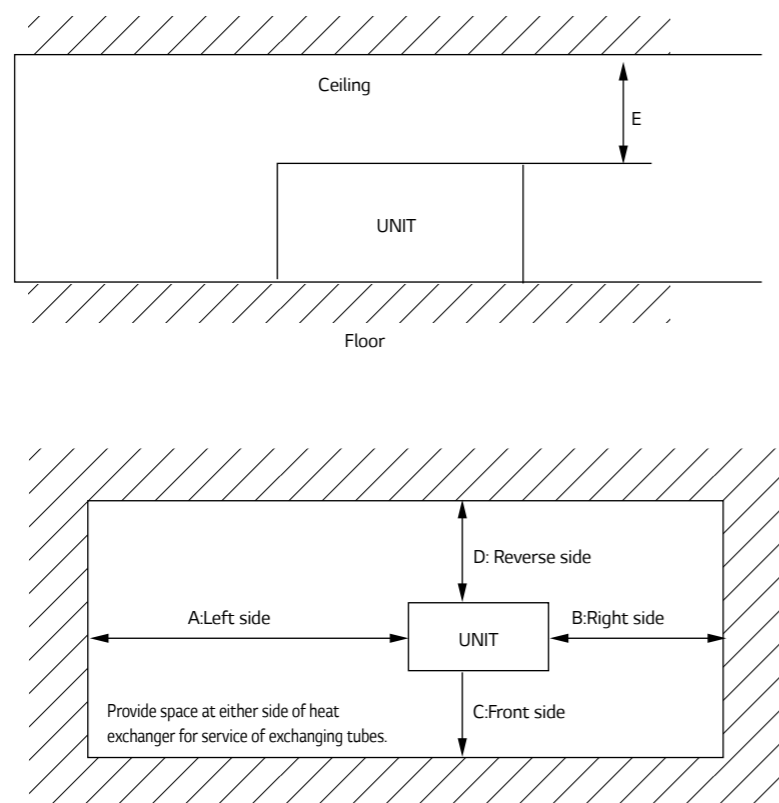 Ceiling
E
UNIT
Floor
D: Reverse side
A:Left side
UNIT
B:Right side
C:Front side
Provide space at either side of heat
exchanger for service of exchanging tubes.